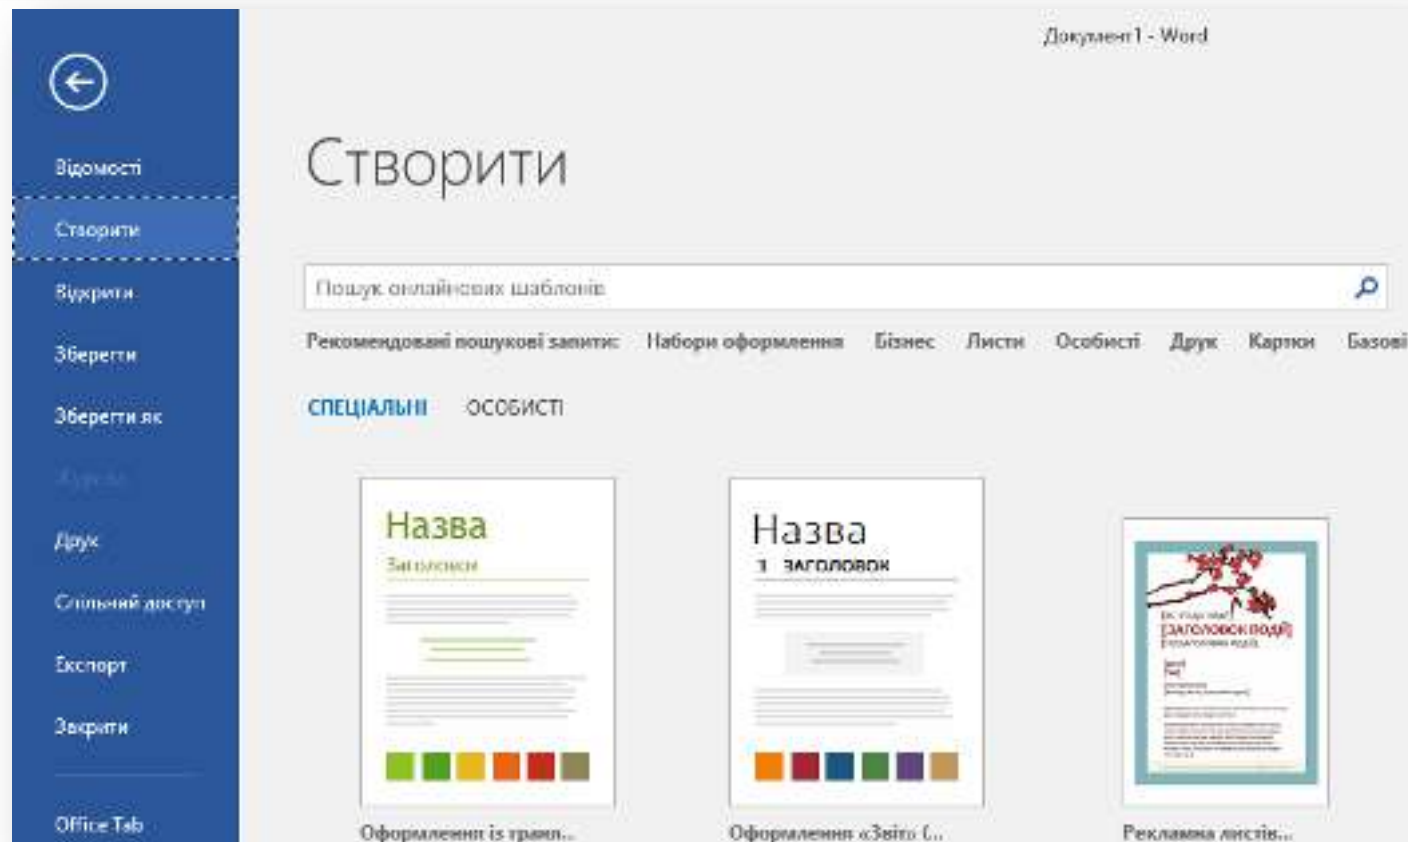 Документ1 - Word
Відомості
Створити
Відкрити
Зберегти
Зберегти як
Друк
Спільний доступ
Експорт
Закрити
Office Tab
Створити
Пошук онлайнових шаблонів
Рекомендовані пошукові запити: Набори оформлення Бізнес Листи Особисті Друк Картки Базові
СПЕЦІАЛЬНІ ОСОБИСТІ
Назва
Заголовок
Назва
1 ЗАГОЛОВОК
[ЗАГОЛОВОК ПОДІЇ]
Оформлення із
Оформлення «Звіт» (...
Рекламна листів...